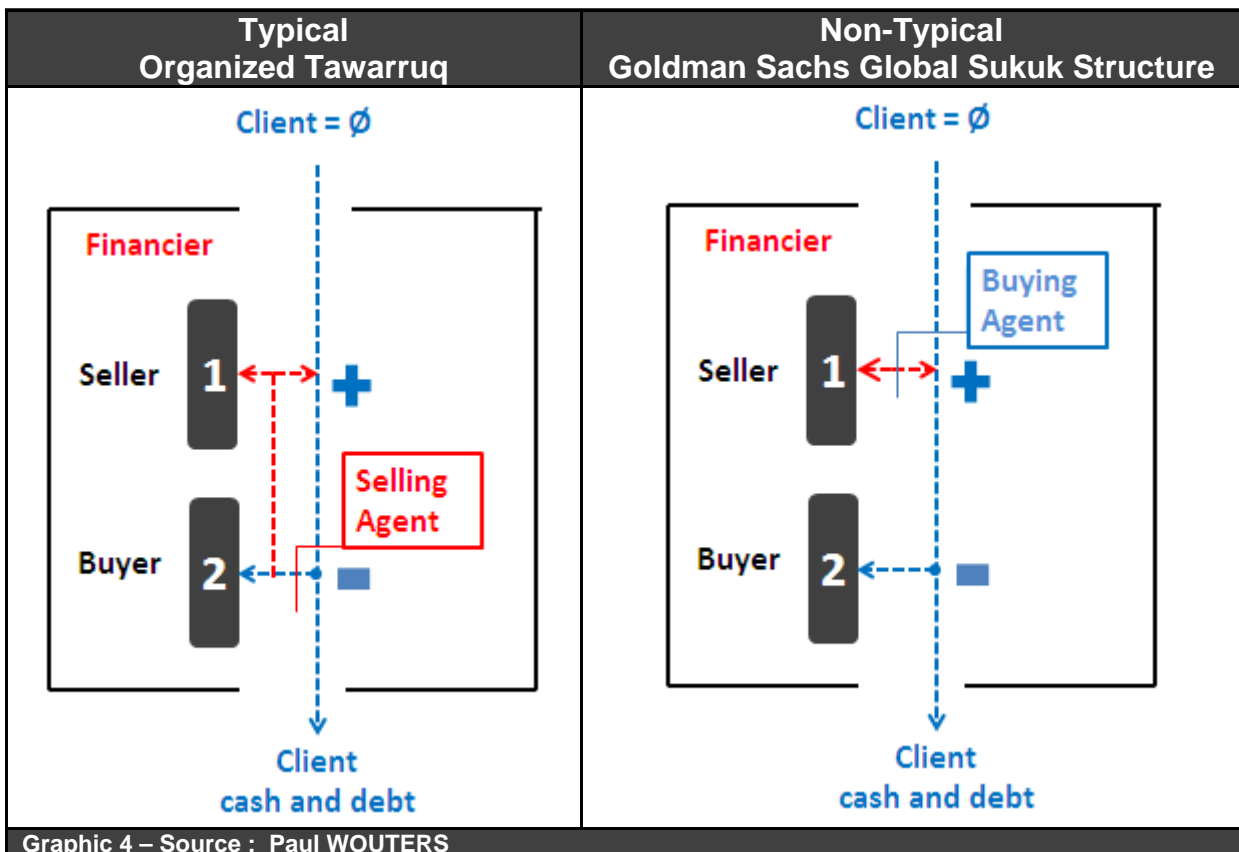 Typical
Organized Tawarruq
Client = Ø
Financier
Seller 1
Selling
Agent
Buyer 2
Client
cash and debt
Non-Typical
Goldman Sachs Global Sukuk Structure
Client = Ø
Financier
Buying
Agent
Seller 1
Buyer 2
Client
cash and debt
Graphic 4 – Source : Paul WOUTERS